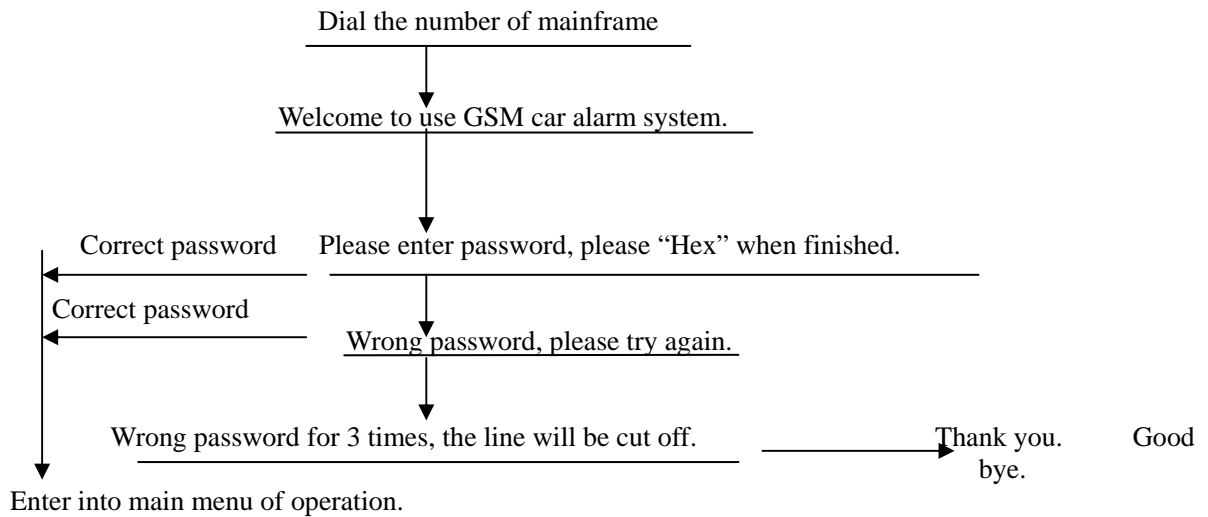 Dial the number of mainframe
Welcome to use GSM car alarm system.
Correct password
Please enter password, please “Hex” when finished.
Correct password
Wrong password, please try again.
Wrong password for 3 times, the line will be cut off.
Thank you. Good
bye.
Enter into main menu of operation.